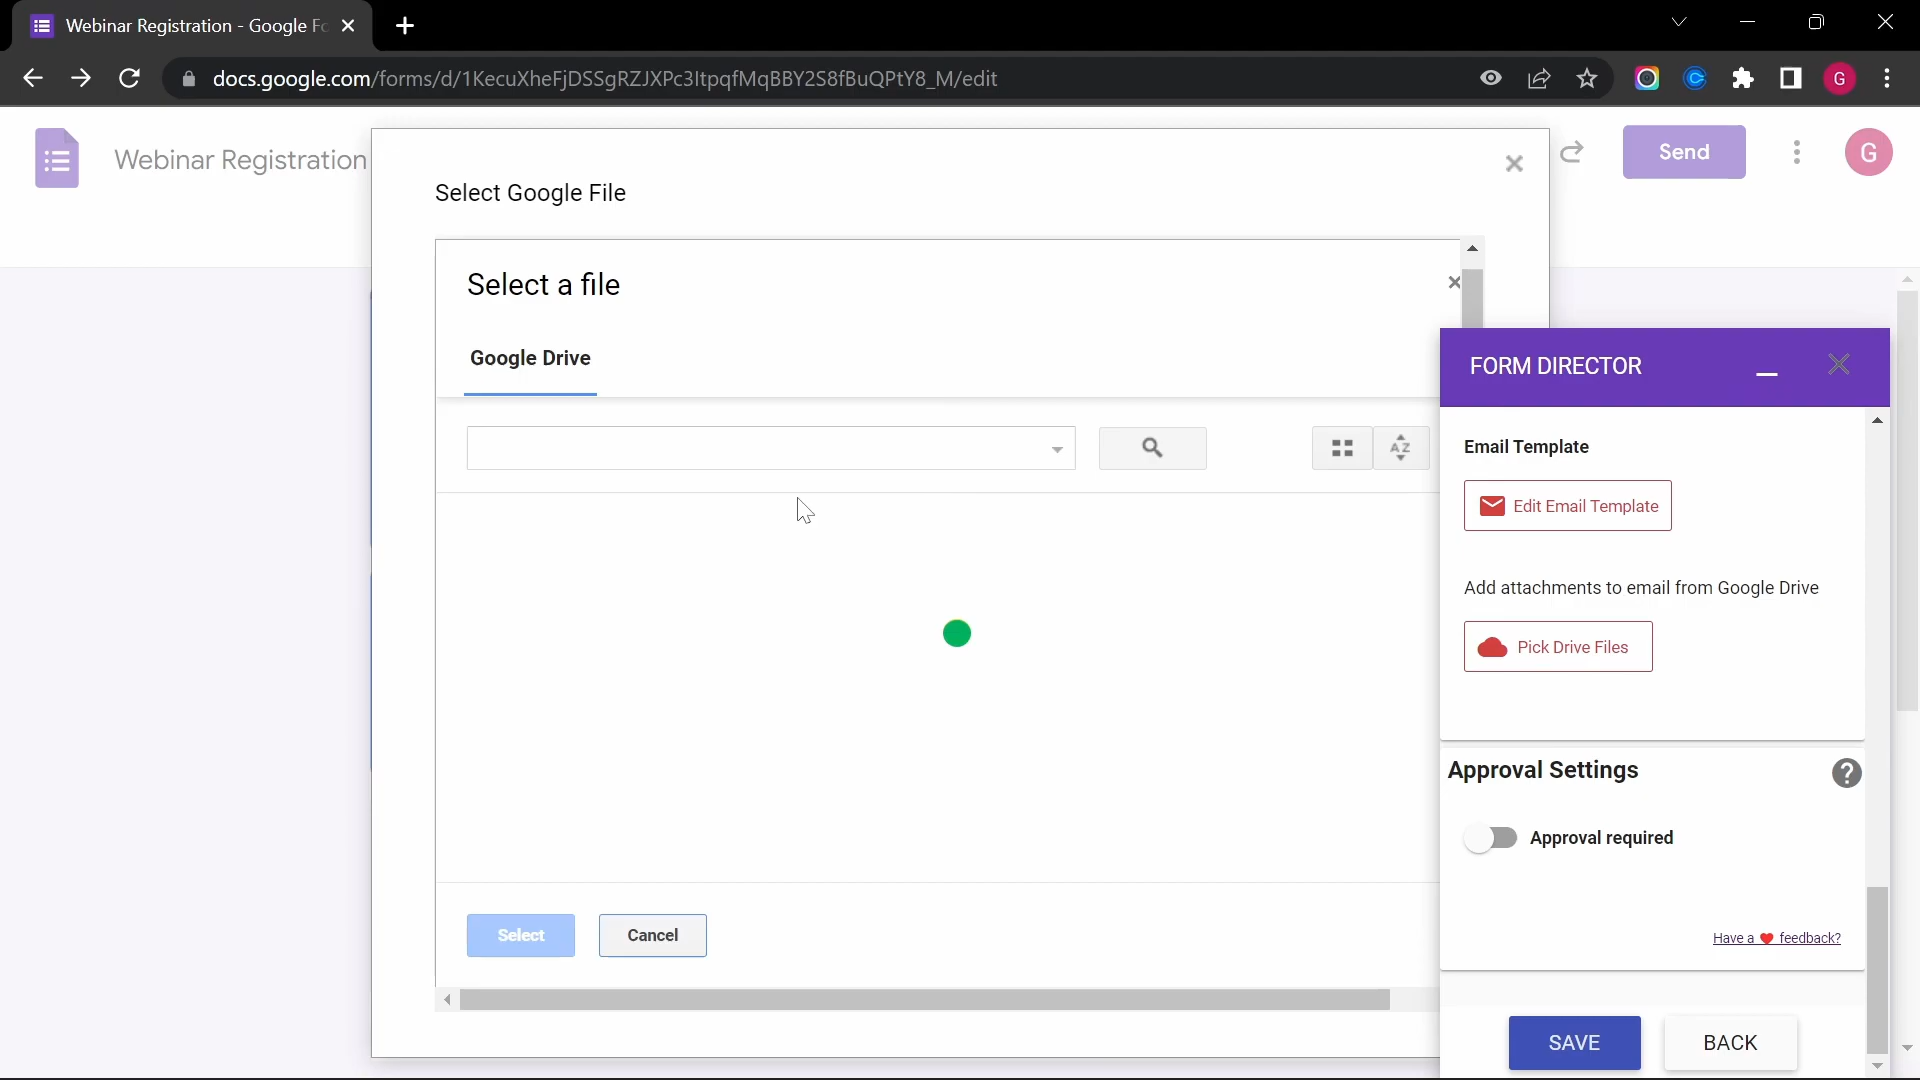 Webinar Registration - Google Fo
docs.google.com/forms/d/1KecuXheFjDSSgRZJXPc3ItpqfMqBBY2S8fBuQPtY8_M/edit
G
Webinar Registration
Send
G
Select Google File
Select a file
Google Drive
AZ
Select
Cancel
FORM DIRECTOR
Email Template
Edit Email Template
Add attachments to email from Google Drive
Pick Drive Files
Approval Settings
?
Approval required
Have a ❤ feedback?
SAVE
BACK